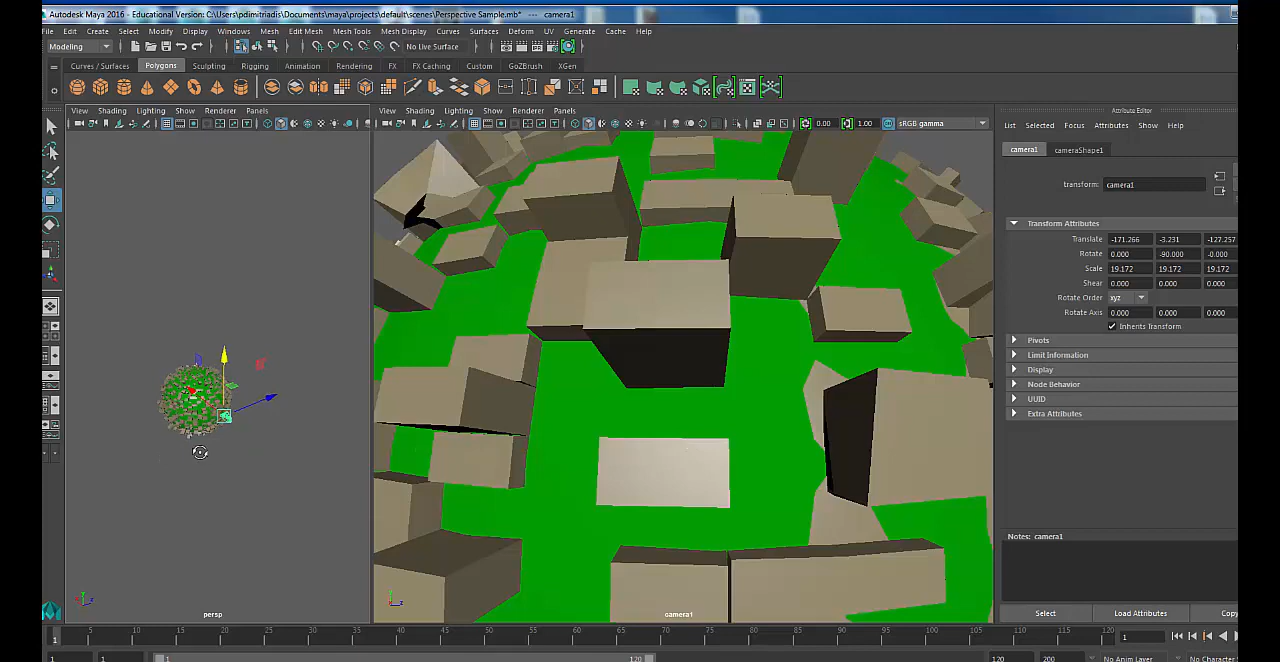 Autodesk Maya 2016 - Educational Version: C:\Users\pdimitriadis\Documents\maya\projects\default\scenes\Perspective Sample.mb* --- camera1
File Edit Create Select Modify Display Windows Mesh Edit Mesh Mesh Tools Mesh Display Curves Surfaces Deform UV Generate Cache Help
Modeling No Live Surface
Curves / Surfaces Polygons Sculpting Rigging Animation Rendering FX FX Caching Custom GoZBrush XGen
View Shading Lighting Show Renderer Panels
View Shading Lighting Show Renderer Panels
0.00 1.00 sRGB gamma
Attribute Editor
List Selected Focus Attributes Show Help
camera1 cameraShape1
transform: camera1
Transform Attributes
Translate -171.266 -3.231 -127.257
Rotate 0.000 -90.000 -0.000
Scale 19.172 19.172 19.172
Shear 0.000 0.000 0.000
Rotate Order xyz
Rotate Axis 0.000 0.000 0.000
Inherits Transform
Pivots
Limit Information
Display
Node Behavior
UUID
Extra Attributes
Notes: camera1
persp
camera1
Select Load Attributes Copy
1 5 10 15 20 25 30 35 40 45 50 55 60 65 70 75 80 85 90 95 100 105 110 115 120 1
1 1 1 120 120 200 No Anim Layer No Character